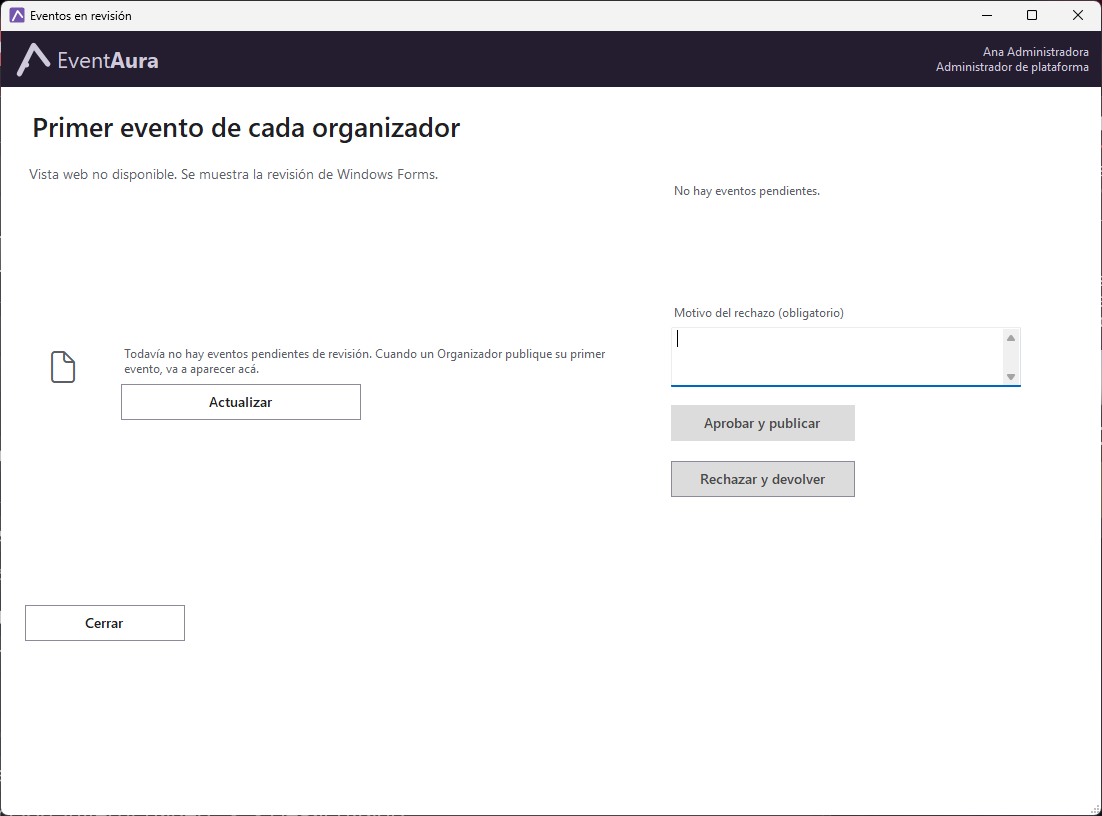 Eventos en revisión
EventAura
Ana Administradora
Administrador de plataforma
Primer evento de cada organizador
Vista web no disponible. Se muestra la revisión de Windows Forms.
No hay eventos pendientes.
Motivo del rechazo (obligatorio)
Todavía no hay eventos pendientes de revisión. Cuando un Organizador publique su primer
evento, va a aparecer acá.
Actualizar
Aprobar y publicar
Rechazar y devolver
Cerrar